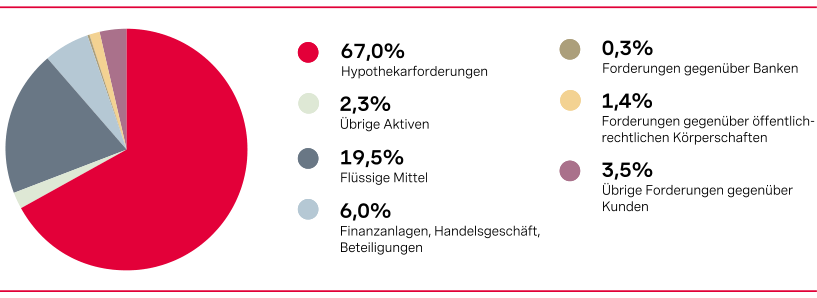 67,0%
Hypothekarforderungen
2,3%
Übrige Aktiven
19,5%
Flüssige Mittel
6,0%
Finanzanlagen, Handelsgeschäft,
Beteiligungen
0,3%
Forderungen gegenüber Banken
1,4%
Forderungen gegenüber öffentlich-
rechtlichen Körperschaften
3,5%
Übrige Forderungen gegenüber
Kunden